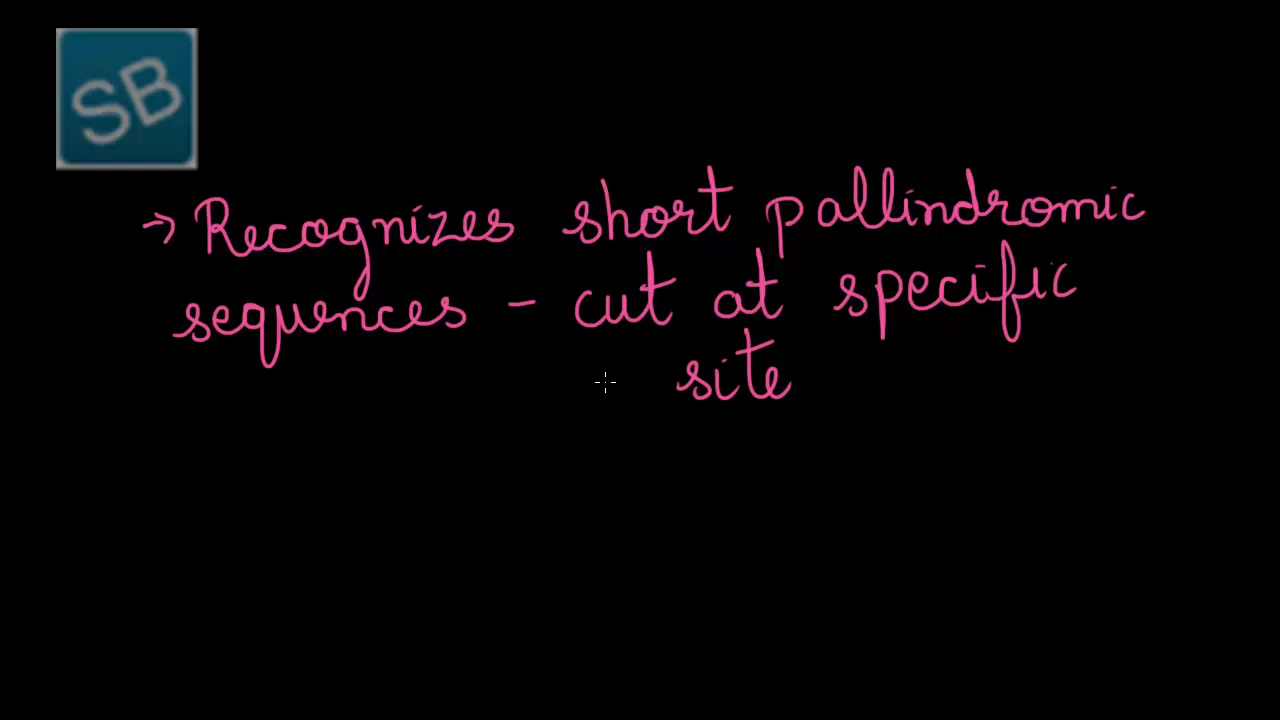 SB
→ Recognizes short pallindromic
sequences - cut at specific
site